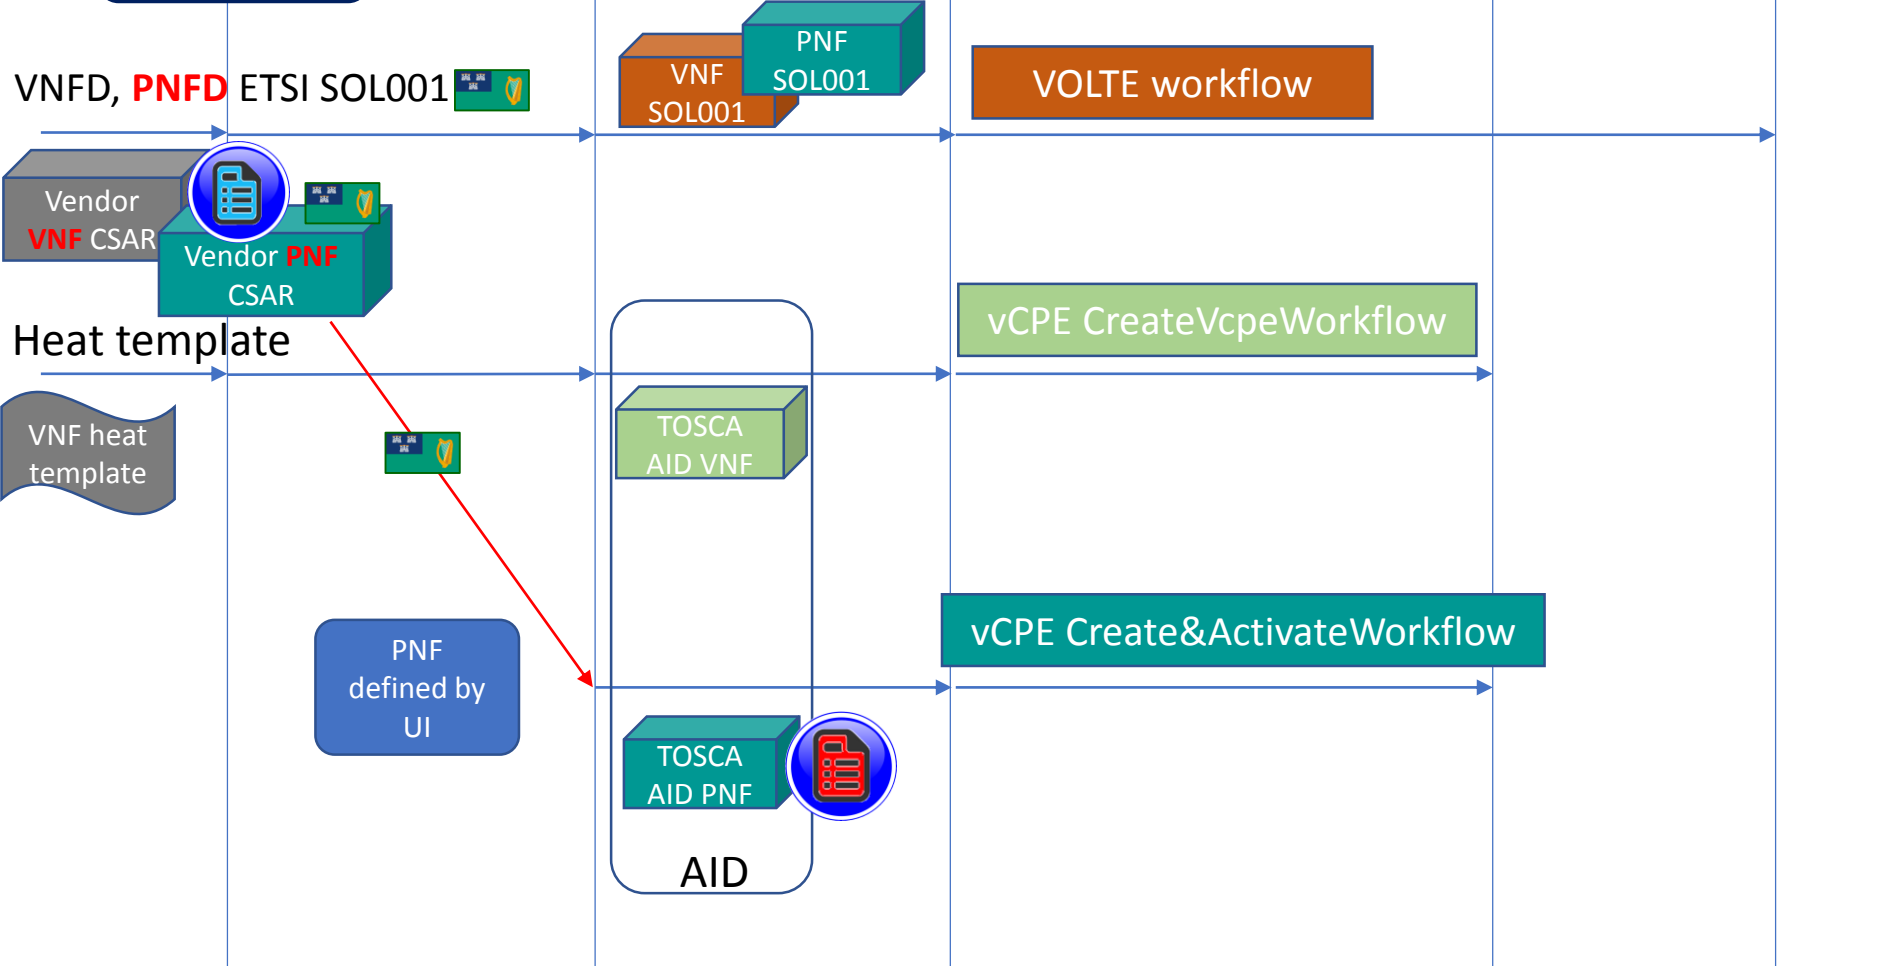 PNF
SOL001
VNF
SOL001
VOLTE workflow
VNFD, PNFD ETSI SOL001
Vendor
VNF CSAR
Vendor PNF
CSAR
vCPE CreateVcpeWorkflow
Heat template
VNF heat
template
TOSCA
AID VNF
vCPE Create&ActivateWorkflow
PNF
defined by
UI
TOSCA
AID PNF
AID